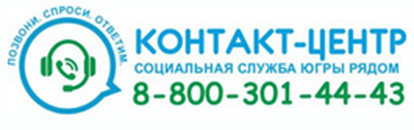 ПОЗВОНИ. СПРОСИ. ОТВЕТИМ.
КОНТАКТ-ЦЕНТР
СОЦИАЛЬНАЯ СЛУЖБА ЮГРЫ РЯДОМ
8-800-301-44-43